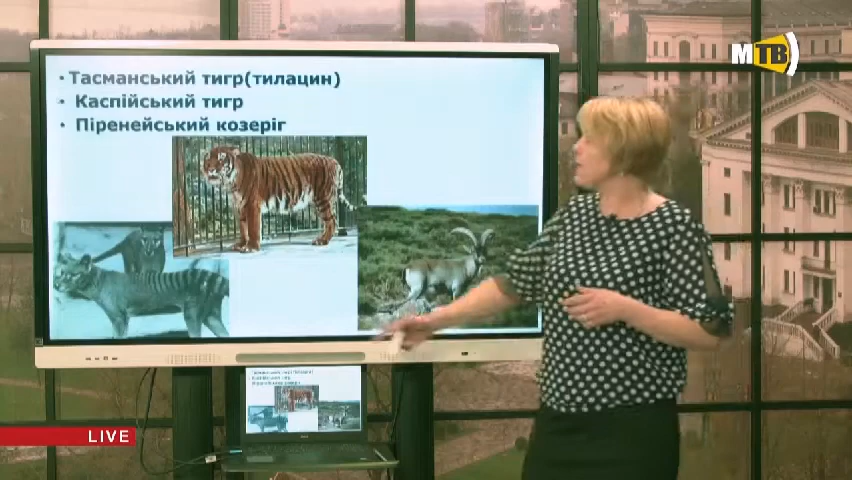 • Тасманський тигр(тилацин)
• Каспійський тигр
• Піренейський козеріг
МТВ
LIVE